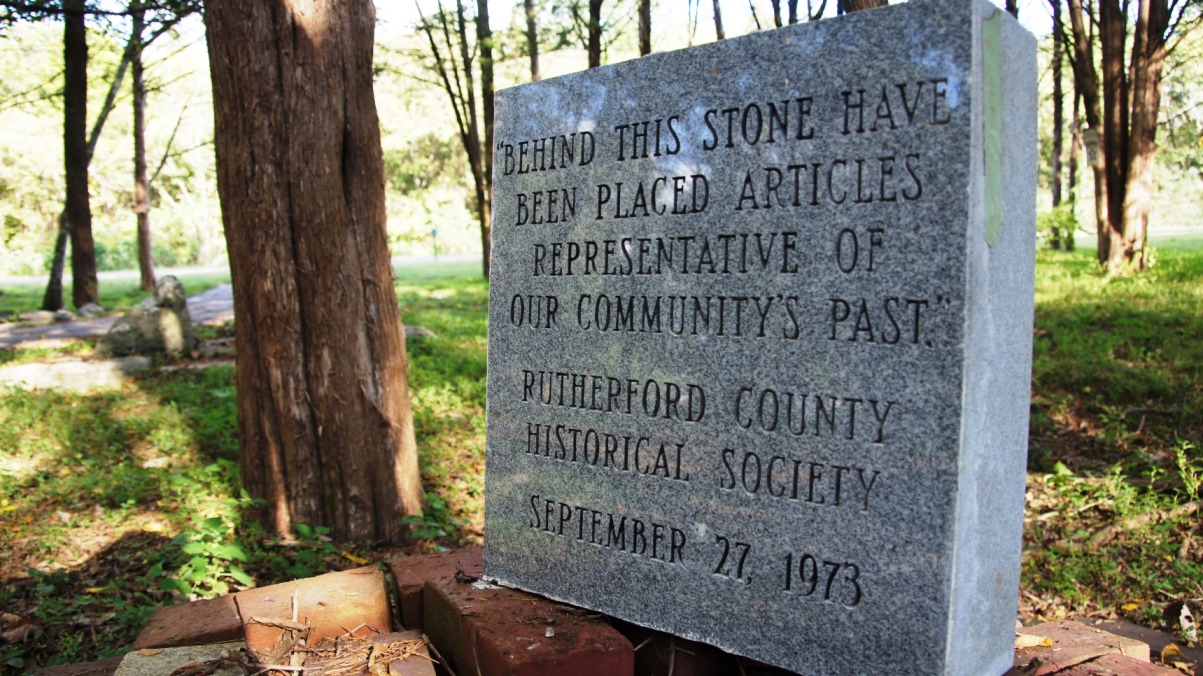 "BEHIND THIS STONE HAVE
BEEN PLACED ARTICLES
REPRESENTATIVE OF
OUR COMMUNITY'S PAST."
RUTHERFORD COUNTY
HISTORICAL SOCIETY
SEPTEMBER 27, 1973